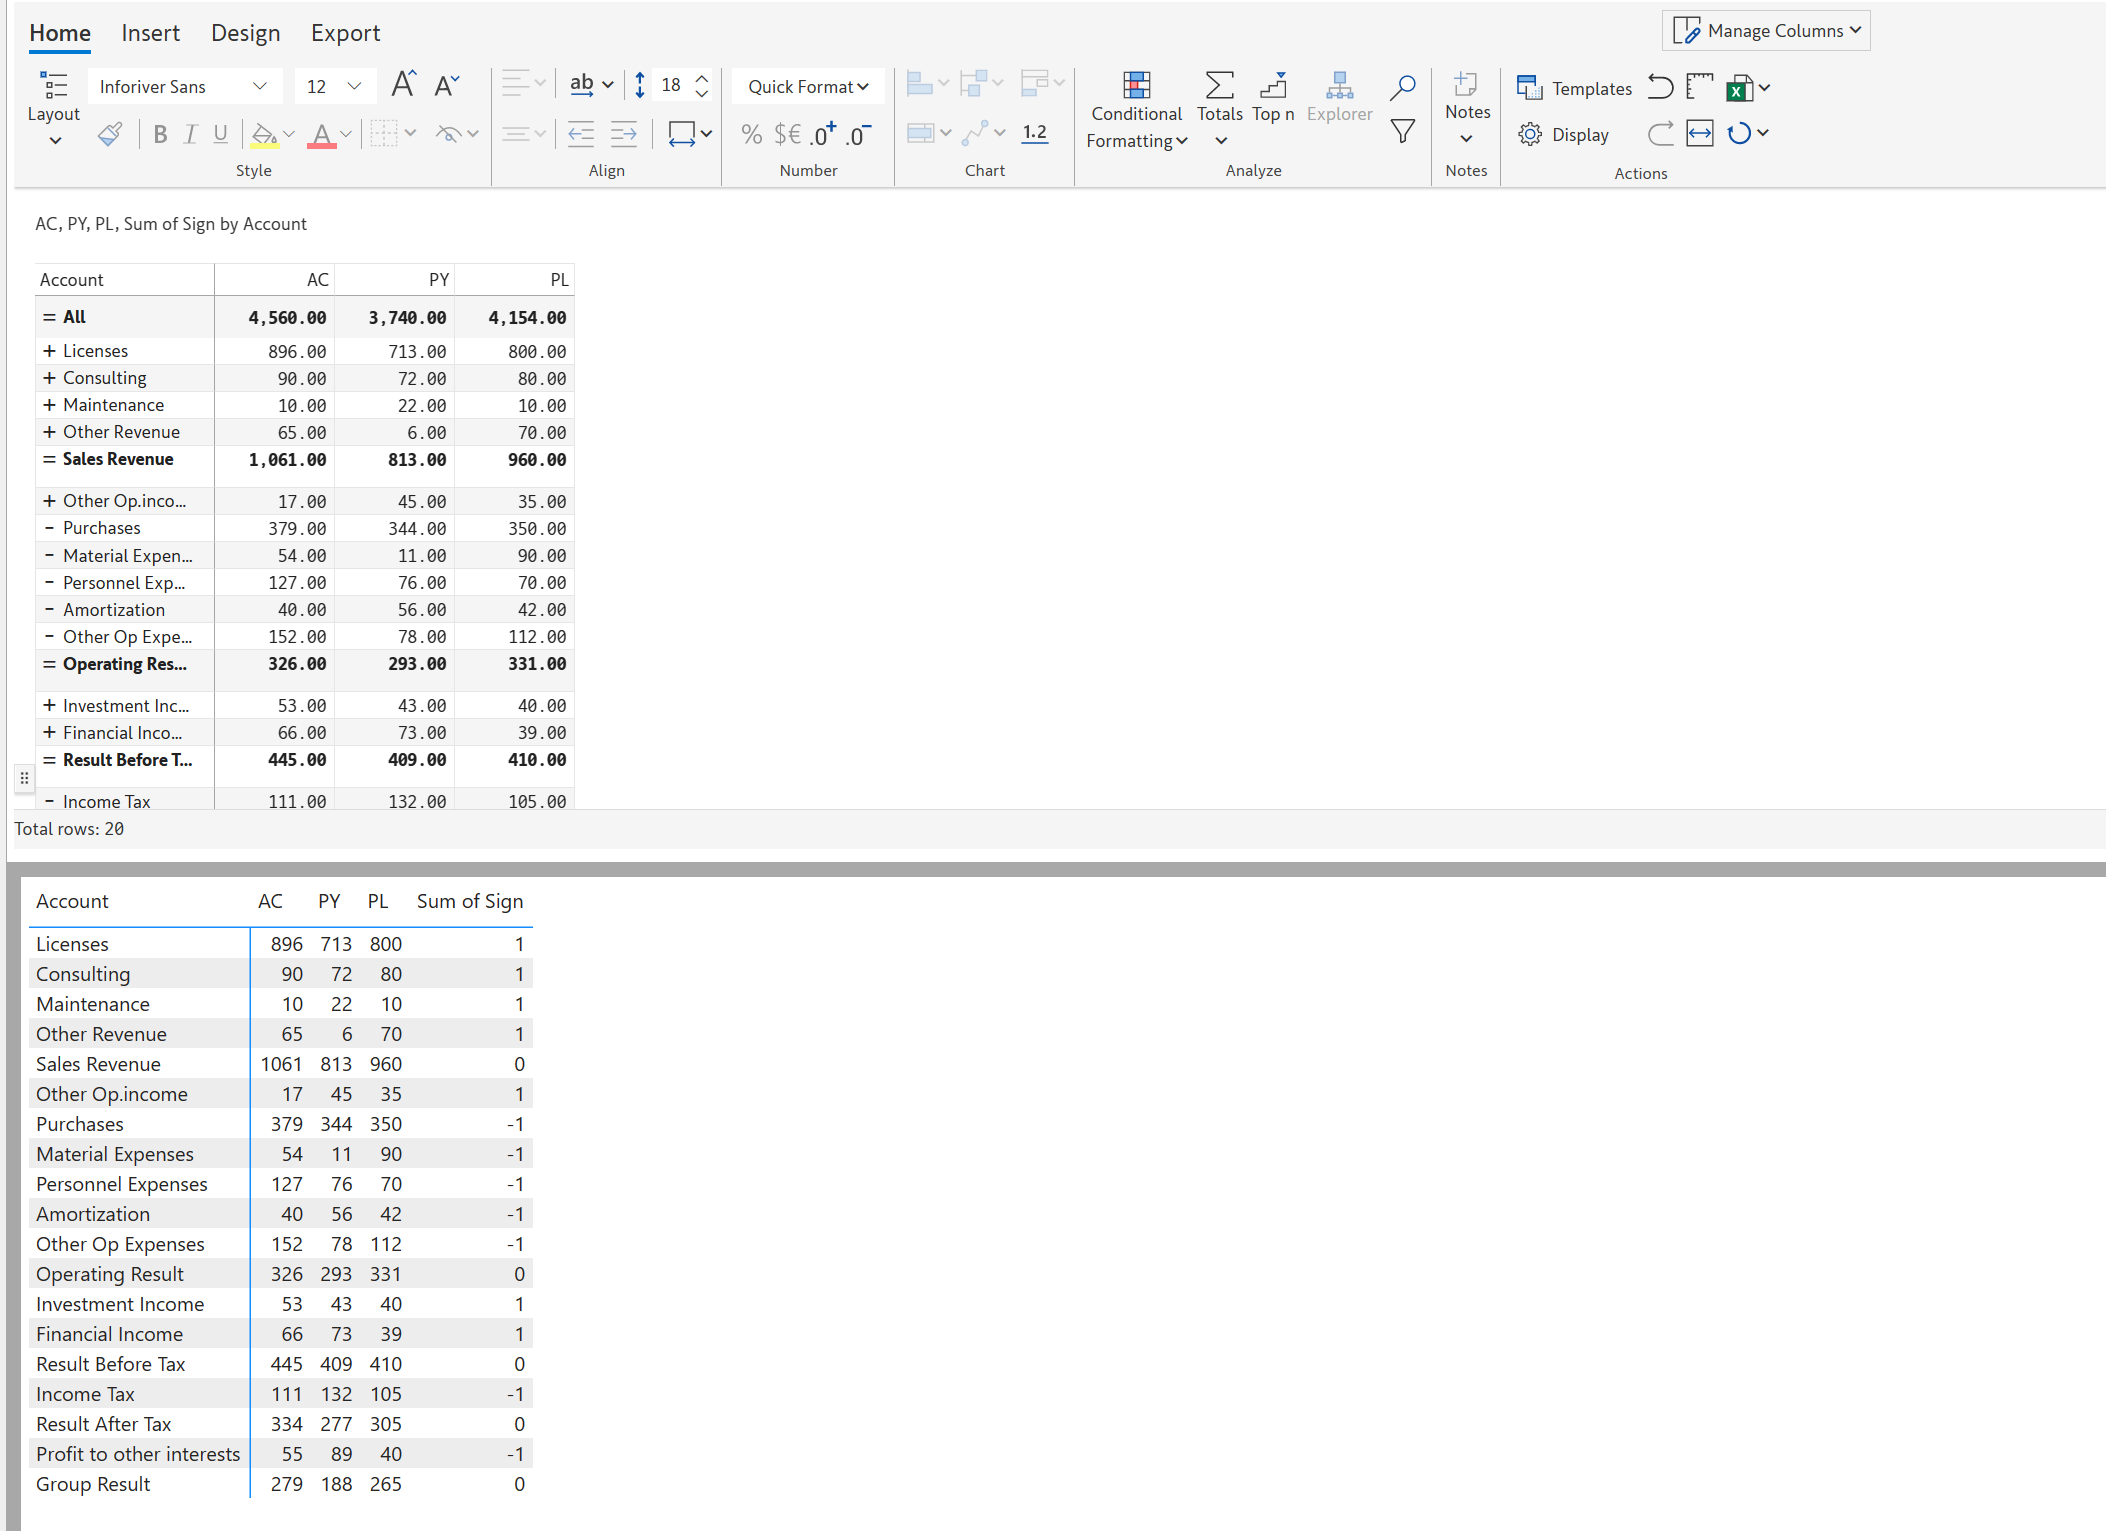 Home Insert Design Export Manage Columns
Layout Inforiver Sans 12 A A ab 18 Quick Format Conditional Formatting Totals Top n Explorer Notes Templates
B I U A % $€ .0+ .0- 1.2 Display
Style Align Number Chart Analyze Notes Actions
AC, PY, PL, Sum of Sign by Account
Account AC PY PL
= All 4,560.00 3,740.00 4,154.00
+ Licenses 896.00 713.00 800.00
+ Consulting 90.00 72.00 80.00
+ Maintenance 10.00 22.00 10.00
+ Other Revenue 65.00 6.00 70.00
= Sales Revenue 1,061.00 813.00 960.00
+ Other Op.inco... 17.00 45.00 35.00
- Purchases 379.00 344.00 350.00
- Material Expen... 54.00 11.00 90.00
- Personnel Exp... 127.00 76.00 70.00
- Amortization 40.00 56.00 42.00
- Other Op Expe... 152.00 78.00 112.00
= Operating Res... 326.00 293.00 331.00
+ Investment Inc... 53.00 43.00 40.00
+ Financial Inco... 66.00 73.00 39.00
= Result Before T... 445.00 409.00 410.00
- Income Tax 111.00 132.00 105.00
Total rows: 20
Account AC PY PL Sum of Sign
Licenses 896 713 800 1
Consulting 90 72 80 1
Maintenance 10 22 10 1
Other Revenue 65 6 70 1
Sales Revenue 1061 813 960 0
Other Op.income 17 45 35 1
Purchases 379 344 350 -1
Material Expenses 54 11 90 -1
Personnel Expenses 127 76 70 -1
Amortization 40 56 42 -1
Other Op Expenses 152 78 112 -1
Operating Result 326 293 331 0
Investment Income 53 43 40 1
Financial Income 66 73 39 1
Result Before Tax 445 409 410 0
Income Tax 111 132 105 -1
Result After Tax 334 277 305 0
Profit to other interests 55 89 40 -1
Group Result 279 188 265 0